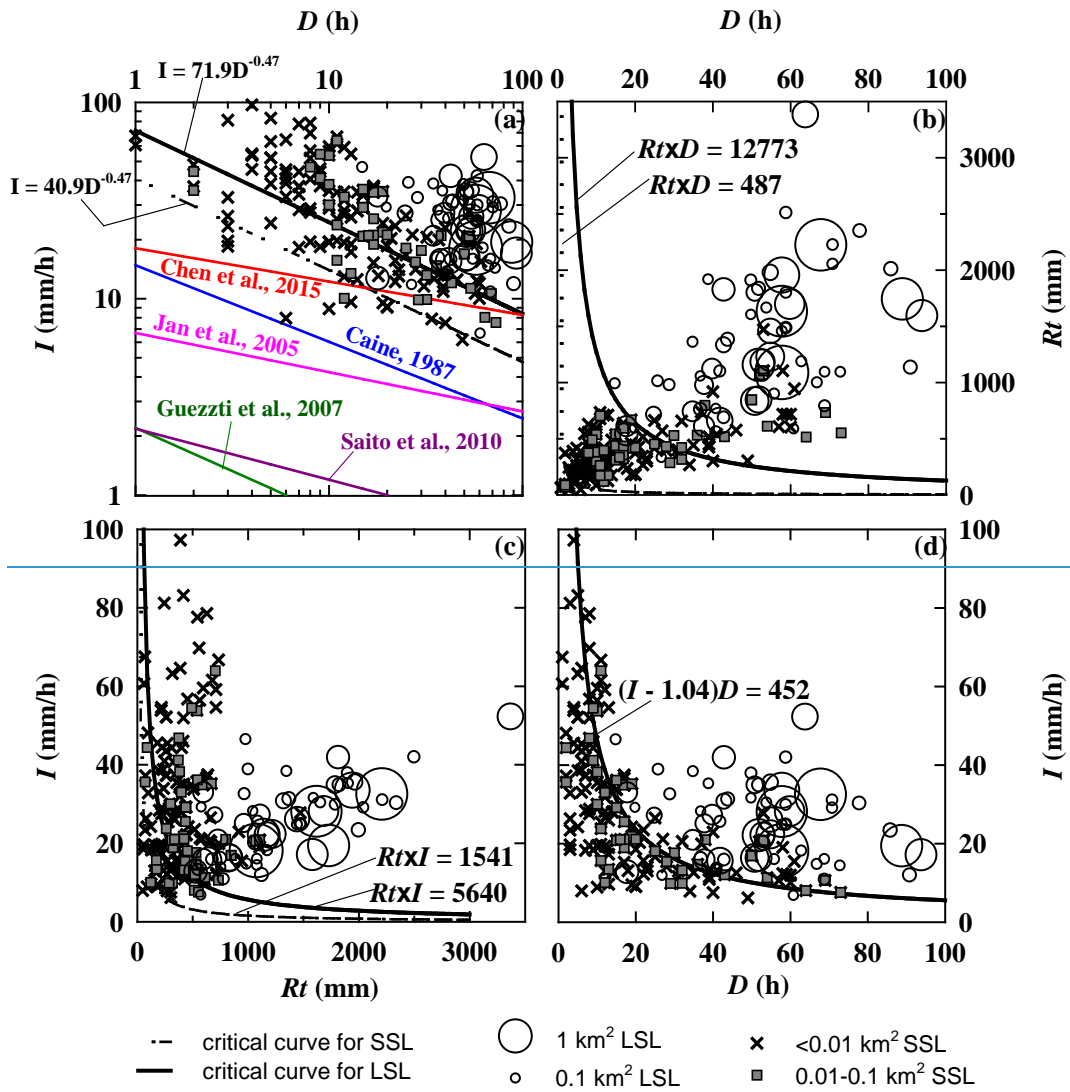 D (h)
D (h)
1 10 100
0 20 40 60 80 100
I = 71.9D^-0.47
I = 40.9D^-0.47
(a)
(b)
100
10
1
I (mm/h)
Chen et al., 2015
Caine, 1987
Jan et al., 2005
Guezzti et al., 2007
Saito et al., 2010
RtxD = 12773
RtxD = 487
3000
2000
1000
0
Rt (mm)
(c)
(d)
100
80
60
40
20
0
I (mm/h)
RtxI = 1541
RtxI = 5640
0 1000 2000 3000
Rt (mm)
(I - 1.04)D = 452
100
80
60
40
20
0
I (mm/h)
0 20 40 60 80 100
D (h)
critical curve for SSL
critical curve for LSL
1 km² LSL
0.1 km² LSL
<0.01 km² SSL
0.01-0.1 km² SSL